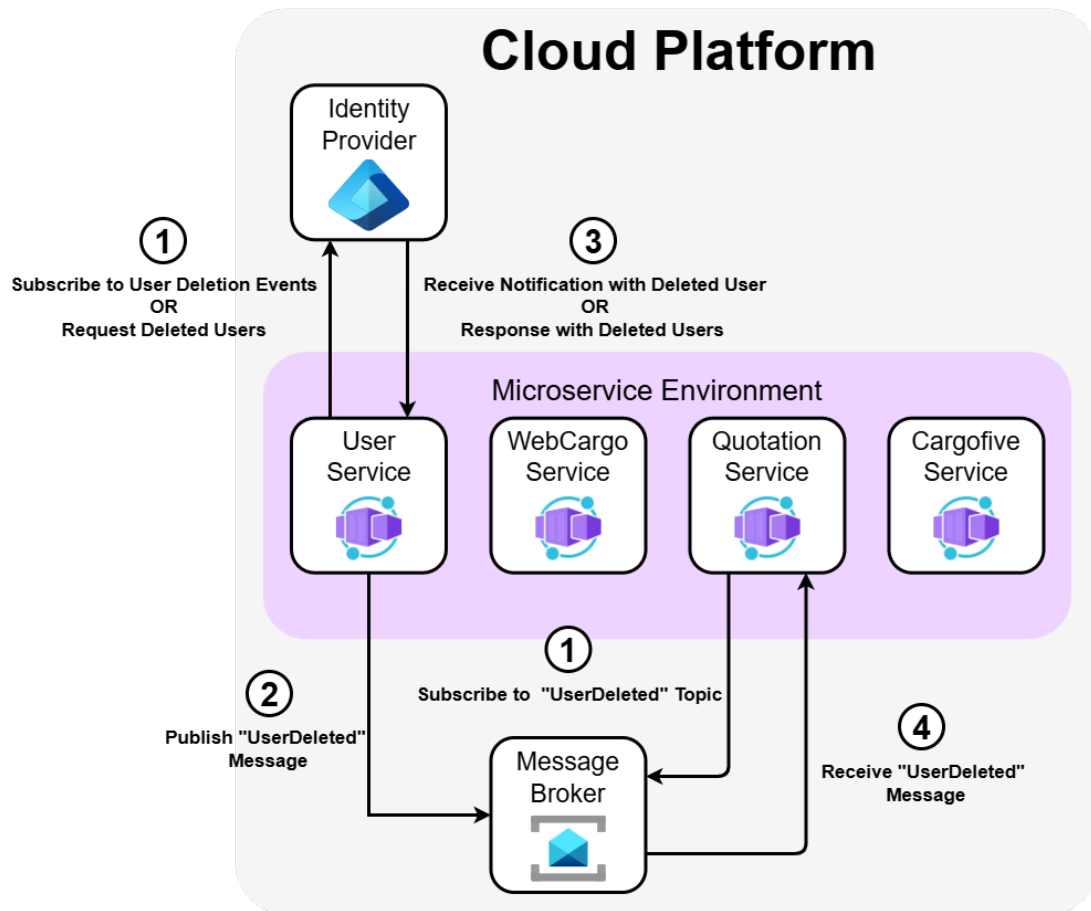 Cloud Platform
Identity
Provider
1
Subscribe to User Deletion Events
OR
Request Deleted Users
3
Receive Notification with Deleted User
OR
Response with Deleted Users
Microservice Environment
User
Service
WebCargo
Service
Quotation
Service
Cargofive
Service
1
Subscribe to "UserDeleted" Topic
2
Publish "UserDeleted"
Message
4
Receive "UserDeleted"
Message
Message
Broker